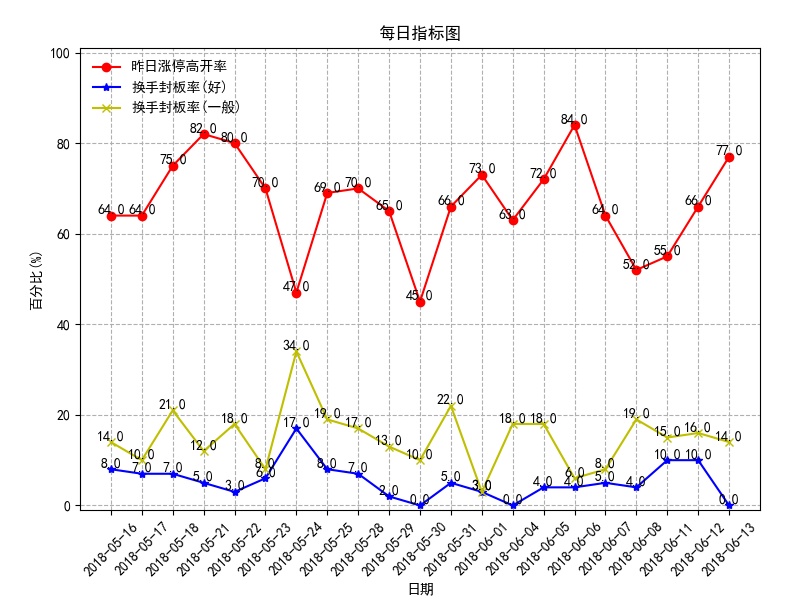 每日指标图
昨日涨停高开率
换手封板率(好)
换手封板率(一般)
百分比(%)
100
80
60
40
20
0
64.0 64.0 75.0 82.0 80.0 70.0 47.0 69.0 70.0 65.0 45.0 66.0 73.0 63.0 72.0 84.0 64.0 52.0 55.0 66.0 77.0
14.0 10.0 21.0 12.0 18.0 8.0 34.0 19.0 17.0 13.0 10.0 22.0 3.0 18.0 18.0 6.0 8.0 19.0 15.0 16.0 14.0
8.0 7.0 7.0 5.0 3.0 6.0 17.0 8.0 7.0 2.0 0.0 5.0 3.0 0.0 4.0 4.0 5.0 4.0 10.0 10.0 0.0
2018-05-16 2018-05-17 2018-05-18 2018-05-21 2018-05-22 2018-05-23 2018-05-24 2018-05-25 2018-05-28 2018-05-29 2018-05-30 2018-05-31 2018-06-01 2018-06-04 2018-06-05 2018-06-06 2018-06-07 2018-06-08 2018-06-11 2018-06-12 2018-06-13
日期